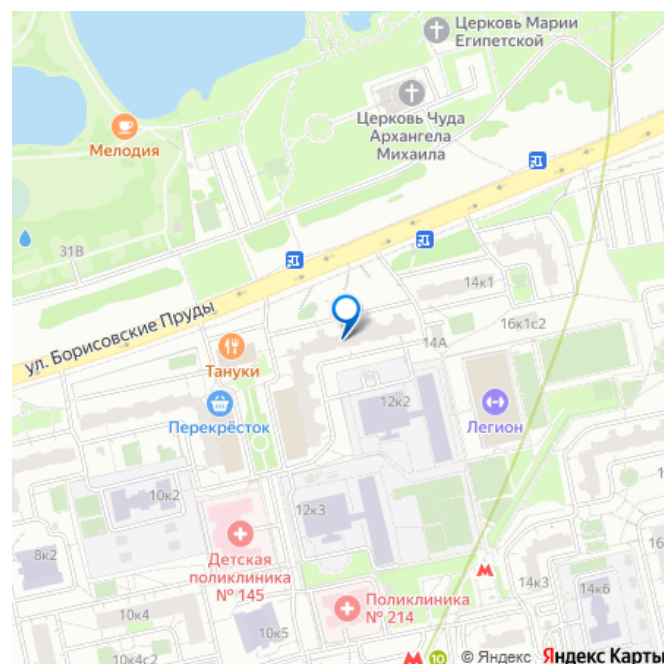 Церковь Марии
Египетской
Церковь Чуда
Архангела
Михаила
Мелодия
31В
14к1
ул. Борисовские Пруды
16к1с2
14А
Тануки
12к2
Перекрёсток
Легион
10к2
12к3
Детская
поликлиника
№ 145
8к2
14к3
14к6
Поликлиника
№ 214
10к4
10к5
10к4с2
10
© Яндекс Яндекс Карты